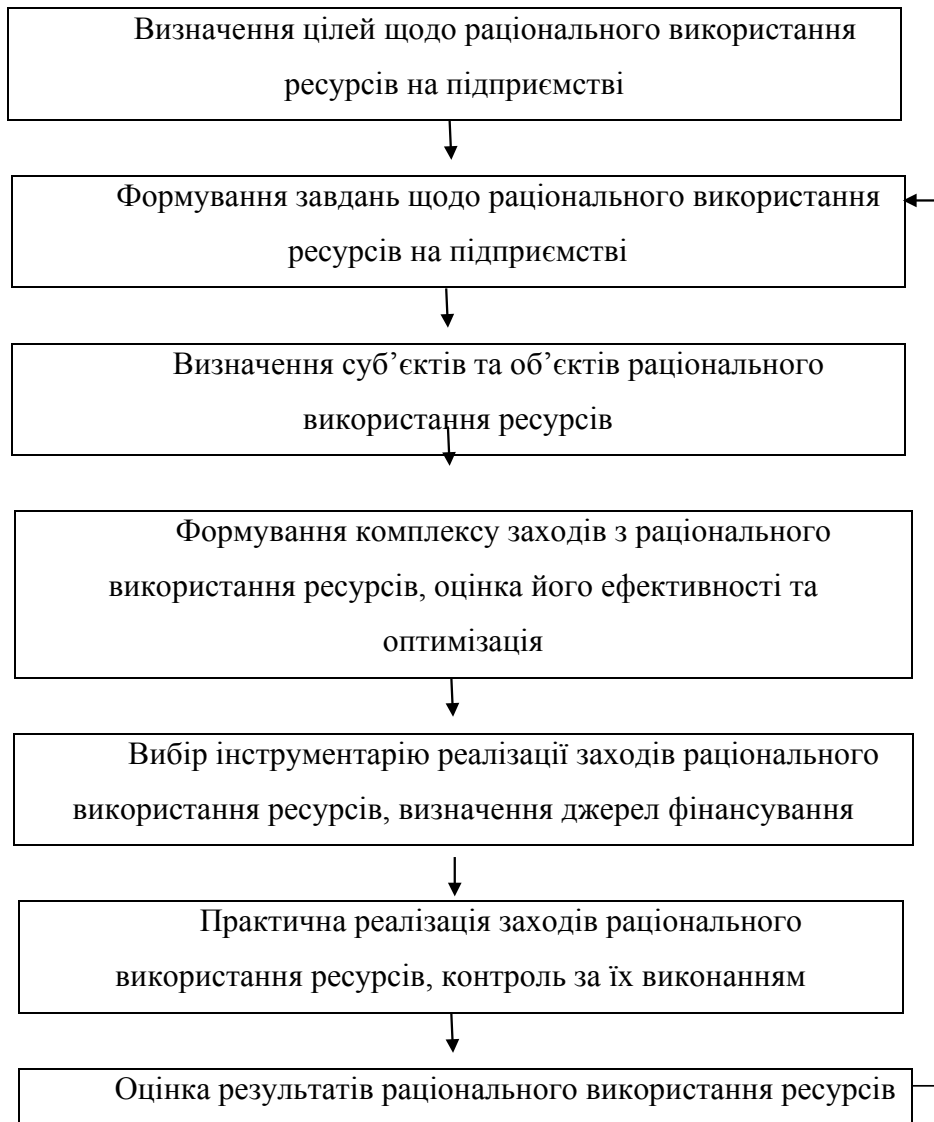 Визначення цілей щодо раціонального використання
ресурсів на підприємстві
Формування завдань щодо раціонального використання
ресурсів на підприємстві
Визначення суб’єктів та об’єктів раціонального
використання ресурсів
Формування комплексу заходів з раціонального
використання ресурсів, оцінка його ефективності та
оптимізація
Вибір інструментарію реалізації заходів раціонального
використання ресурсів, визначення джерел фінансування
Практична реалізація заходів раціонального
використання ресурсів, контроль за їх виконанням
Оцінка результатів раціонального використання ресурсів